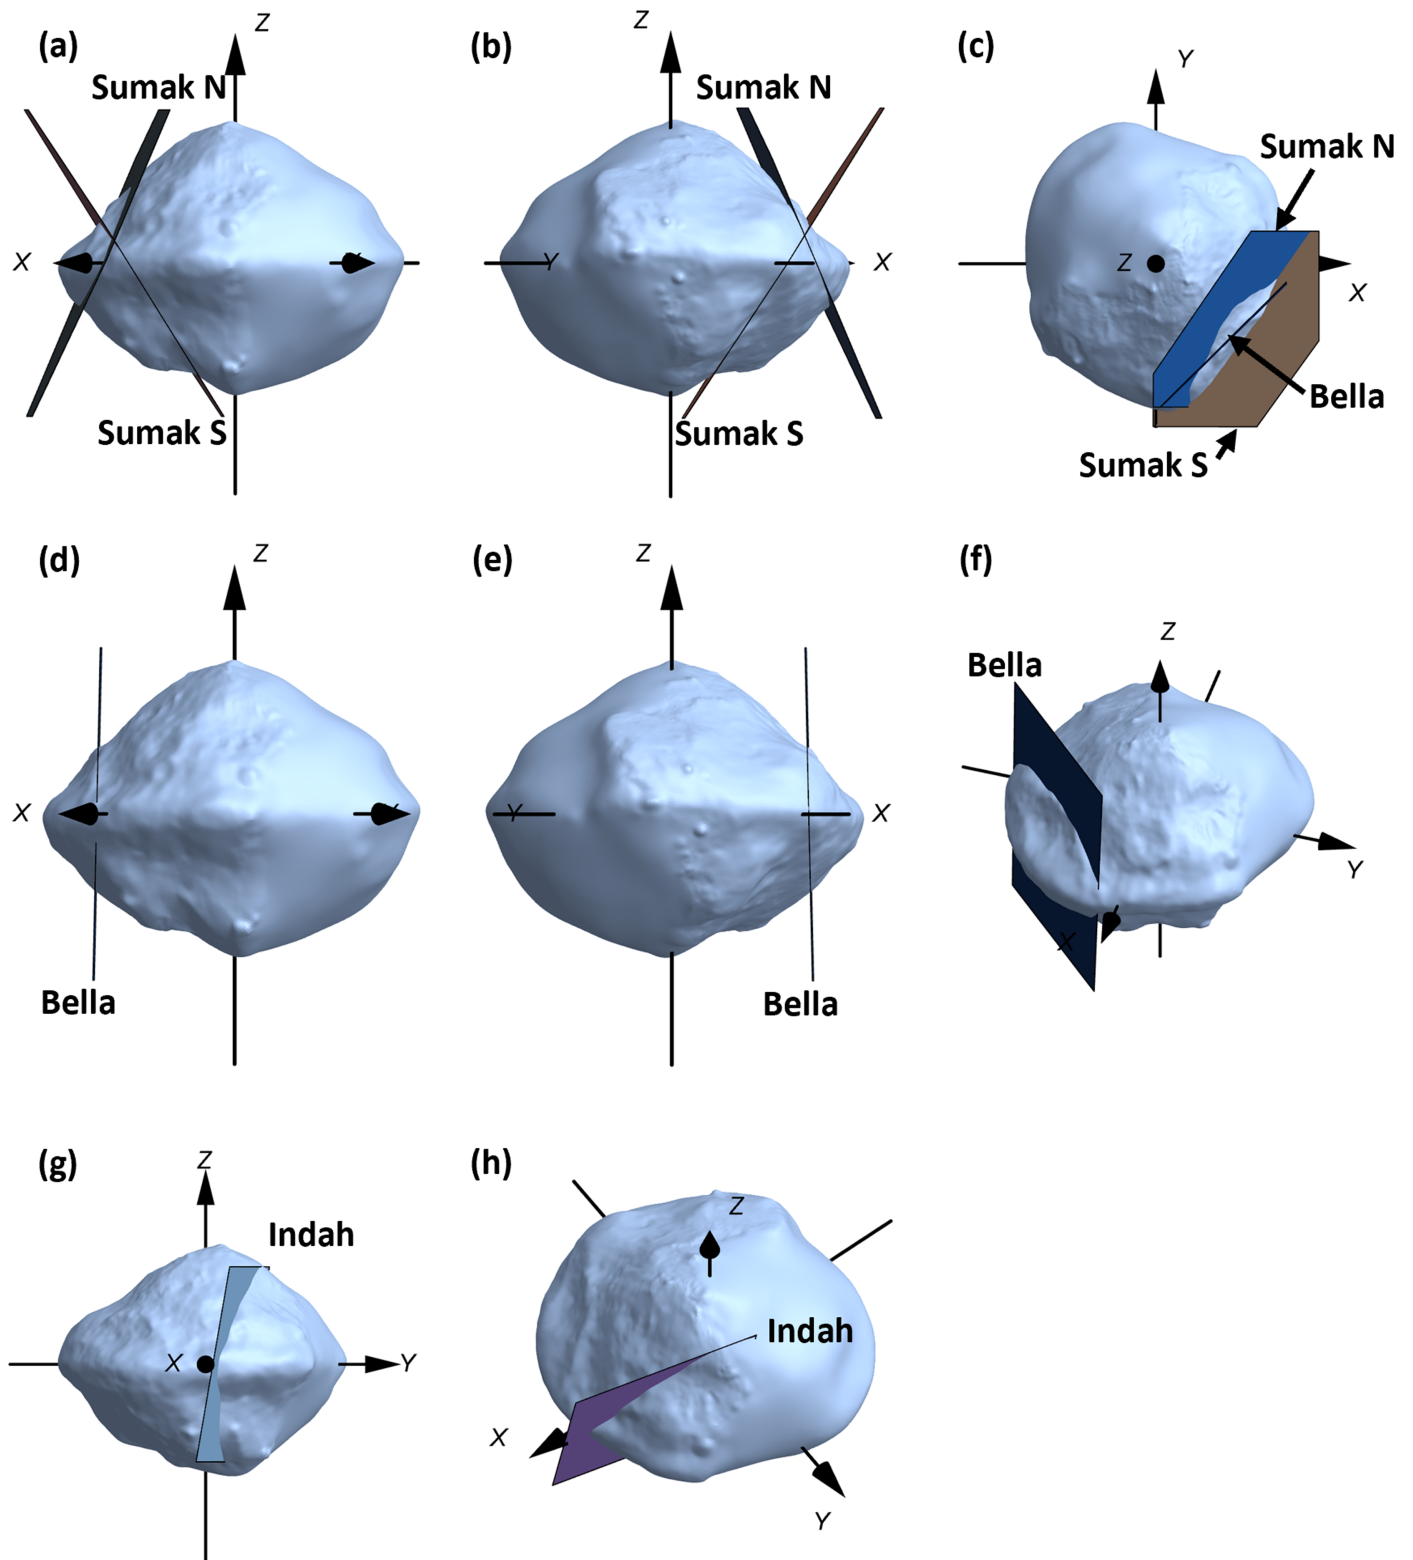 (a)
Z
Sumak N
X
Y
Sumak S
(b)
Z
Sumak N
Y
X
Sumak S
(c)
Y
Sumak N
Z
X
Bella
Sumak S
(d)
Z
X
Y
Bella
(e)
Z
Y
X
Bella
(f)
Z
Bella
Y
X
(g)
Z
Indah
X
Y
(h)
Z
Indah
X
Y